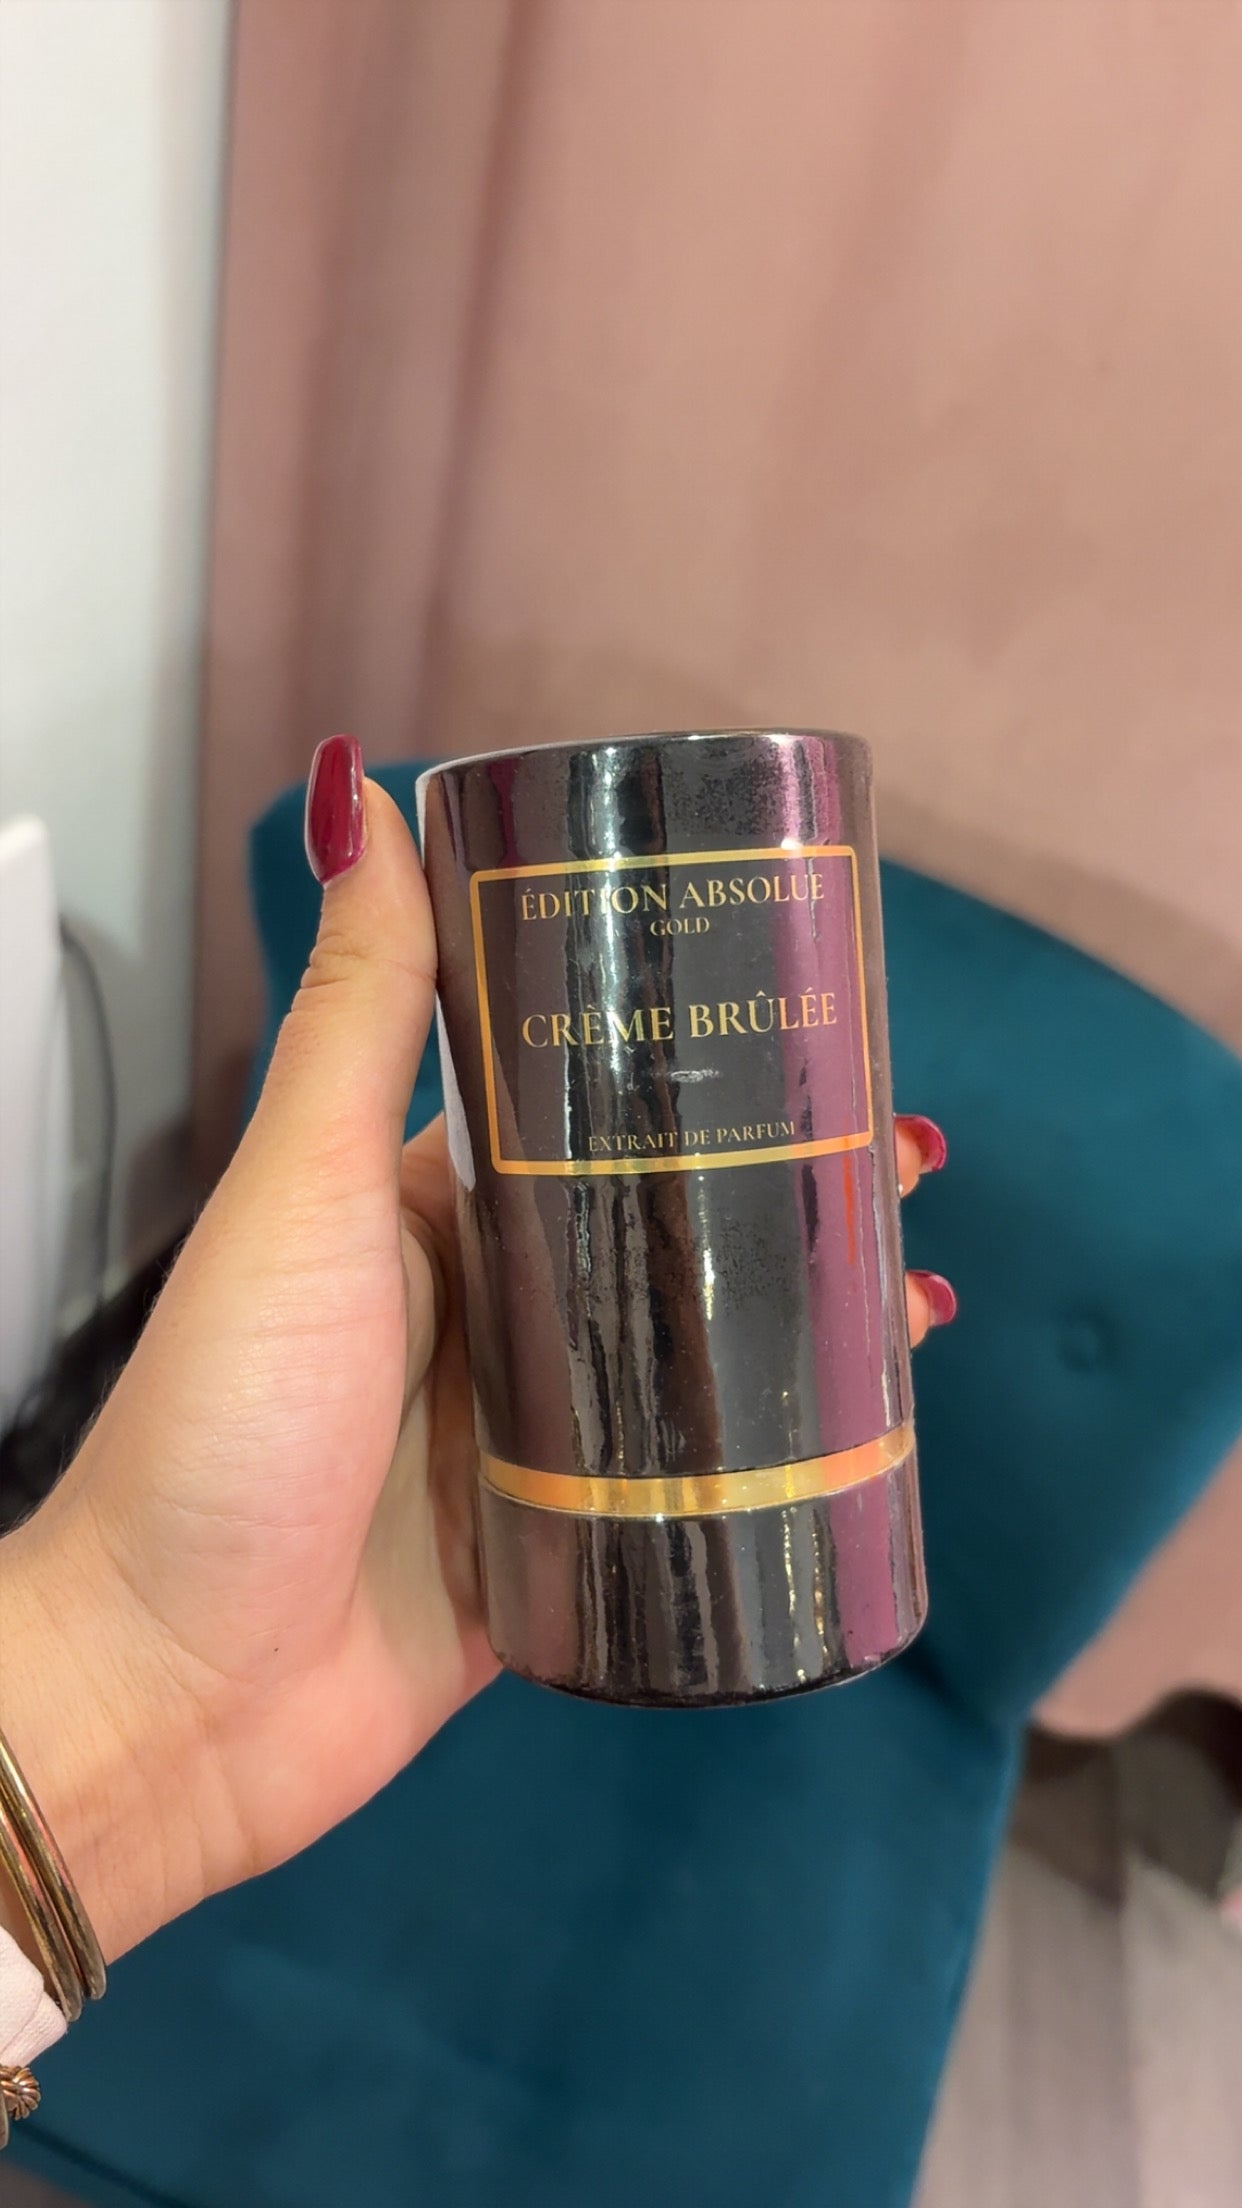 ÉDITION ABSOLUE
GOLD
CRÈME BRÛLÉE
EXTRAIT DE PARFUM